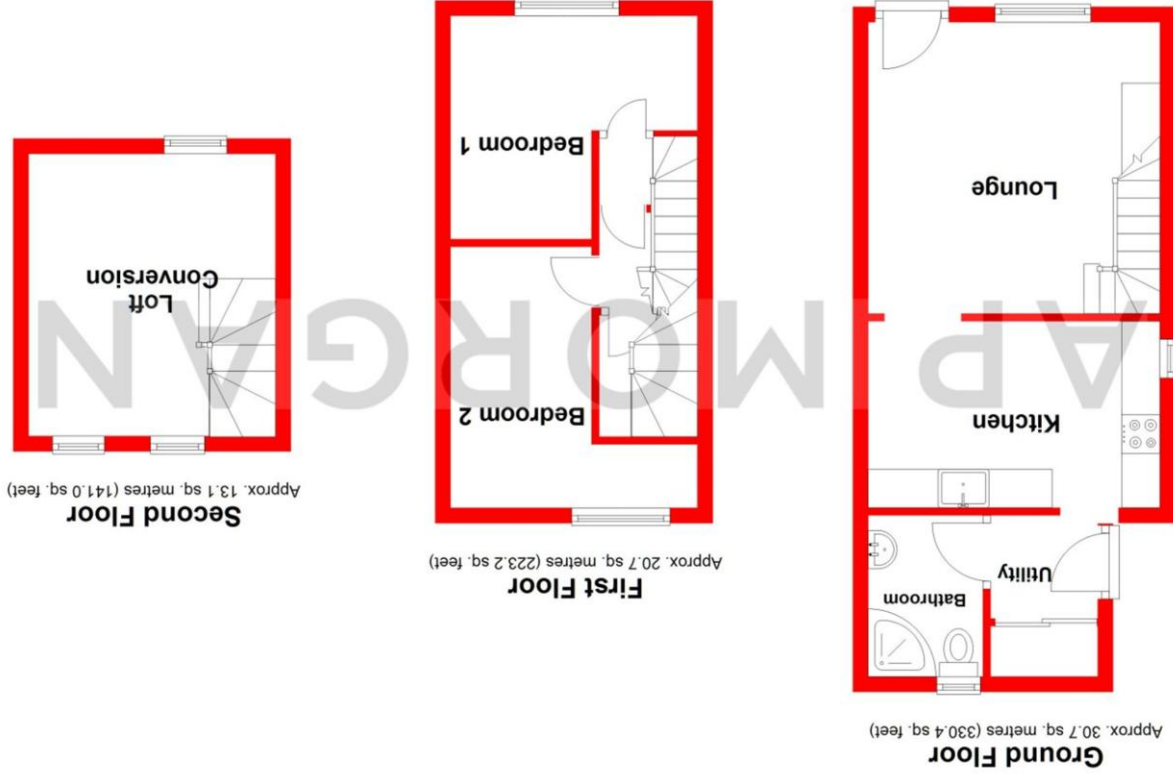 Ground Floor
Approx. 30.7 sq. metres (330.4 sq. feet)
Bathroom
Utility
Kitchen
Lounge
First Floor
Approx. 20.7 sq. metres (223.2 sq. feet)
Bedroom 2
Bedroom 1
Second Floor
Approx. 13.1 sq. metres (141.0 sq. feet)
Loft
Conversion
AP MORGAN